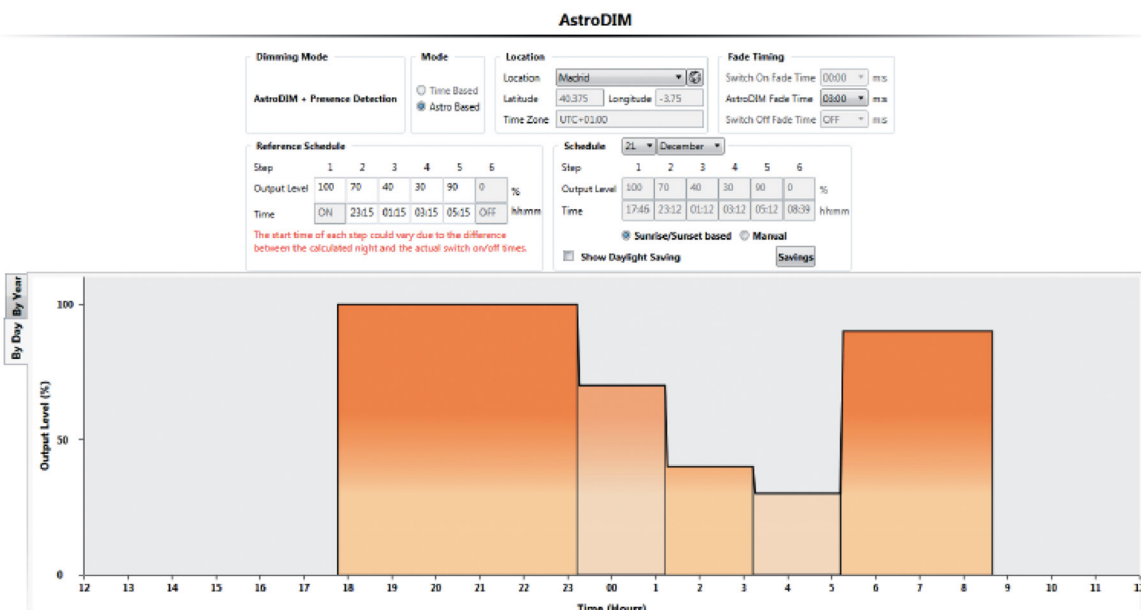 AstroDIM
Dimming Mode
AstroDIM + Presence Detection
Mode
Time Based
Astro Based
Location
Location Madrid
Latitude 40.375 Longitude -3.75
Time Zone UTC+01:00
Fade Timing
Switch On Fade Time 00:00 m:s
AstroDIM Fade Time 03:00 m:s
Switch Off Fade Time OFF m:s
Reference Schedule
Step 1 2 3 4 5 6
Output Level 100 70 40 30 90 0 %
Time ON 23:15 01:15 03:15 05:15 OFF hh:mm
The start time of each step could vary due to the difference
between the calculated night and the actual switch on/off times.
Schedule 21 December
Step 1 2 3 4 5 6
Output Level 100 70 40 30 90 0 %
Time 17:46 23:12 01:12 03:12 05:12 08:39 hh:mm
Sunrise/Sunset based Manual
Show Daylight Saving Savings
By Year
By Day
Output Level (%)
100
50
0
12 13 14 15 16 17 18 19 20 21 22 23 00 1 2 3 4 5 6 7 8 9 10 11
Time (Hours)